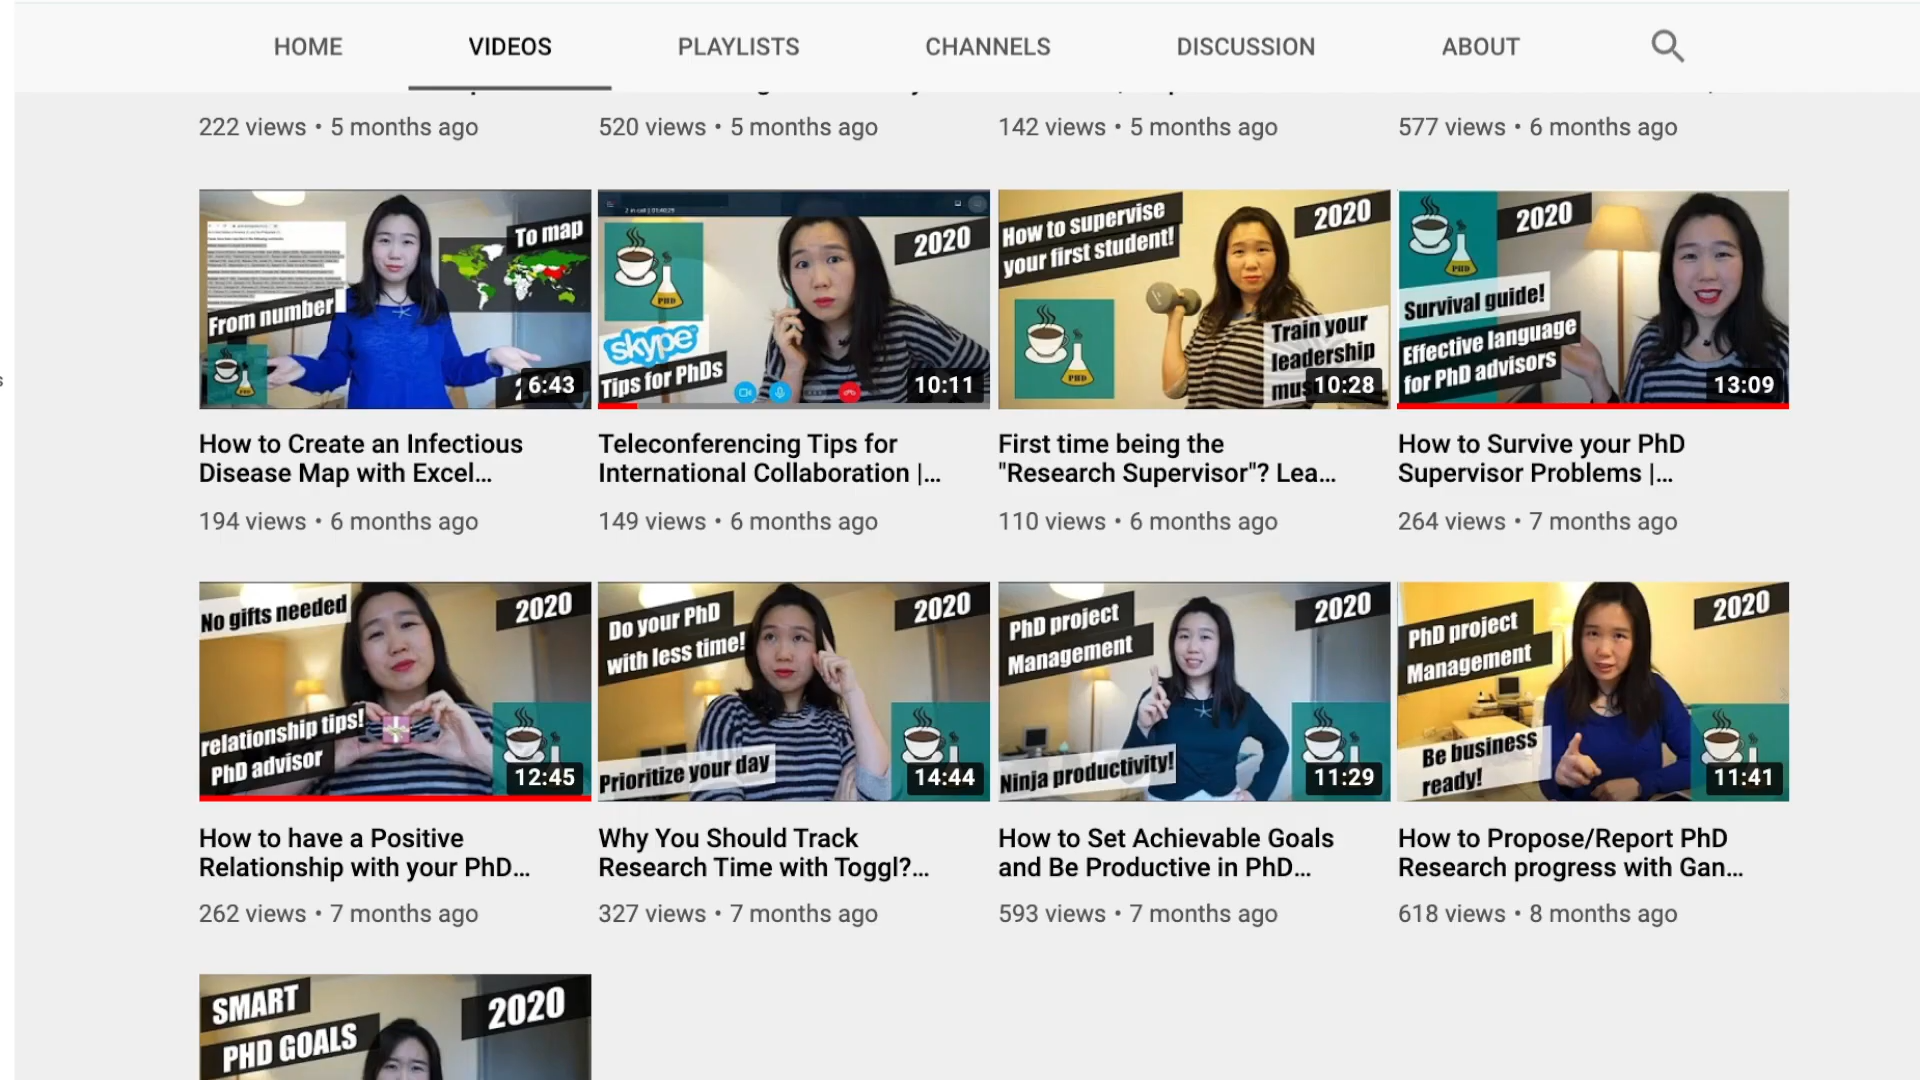 HOME VIDEOS PLAYLISTS CHANNELS DISCUSSION ABOUT
222 views • 5 months ago
520 views • 5 months ago
142 views • 5 months ago
577 views • 6 months ago
To map
From number
6:43
2020
skype
Tips for PhDs
PHD
10:11
How to supervise
your first student!
2020
PHD
Train your
leadership
10:28
2020
PHD
Survival guide!
Effective language
for PhD advisors
13:09
How to Create an Infectious
Disease Map with Excel...
194 views • 6 months ago
Teleconferencing Tips for
International Collaboration |...
149 views • 6 months ago
First time being the
"Research Supervisor"? Lea...
110 views • 6 months ago
How to Survive your PhD
Supervisor Problems |...
264 views • 7 months ago
No gifts needed
2020
relationship tips!
PhD advisor
12:45
Do your PhD
with less time!
2020
Prioritize your day
14:44
PhD project
Management
2020
Ninja productivity!
11:29
PhD project
Management
2020
Be business
ready!
11:41
How to have a Positive
Relationship with your PhD...
262 views • 7 months ago
Why You Should Track
Research Time with Toggl?...
327 views • 7 months ago
How to Set Achievable Goals
and Be Productive in PhD...
593 views • 7 months ago
How to Propose/Report PhD
Research progress with Gan...
618 views • 8 months ago
SMART
PHD GOALS
2020